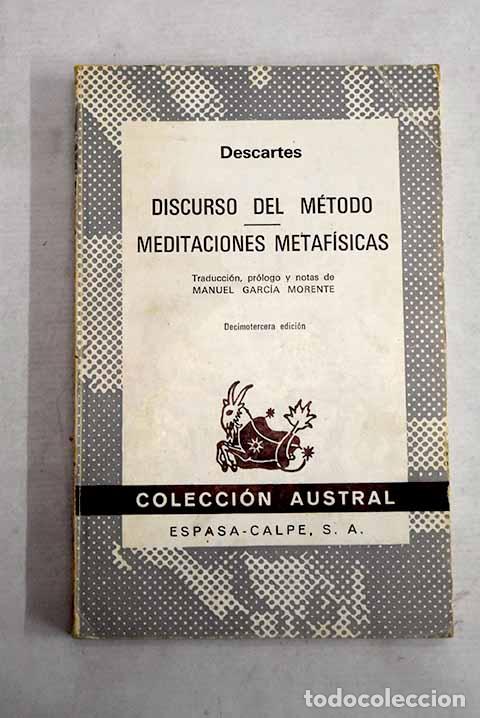 Descartes
DISCURSO DEL MÉTODO
MEDITACIONES METAFÍSICAS
Traducción, prólogo y notas de
MANUEL GARCÍA MORENTE
Decimotercera edición
COLECCIÓN AUSTRAL
ESPASA-CALPE, S. A.
todocoleccion